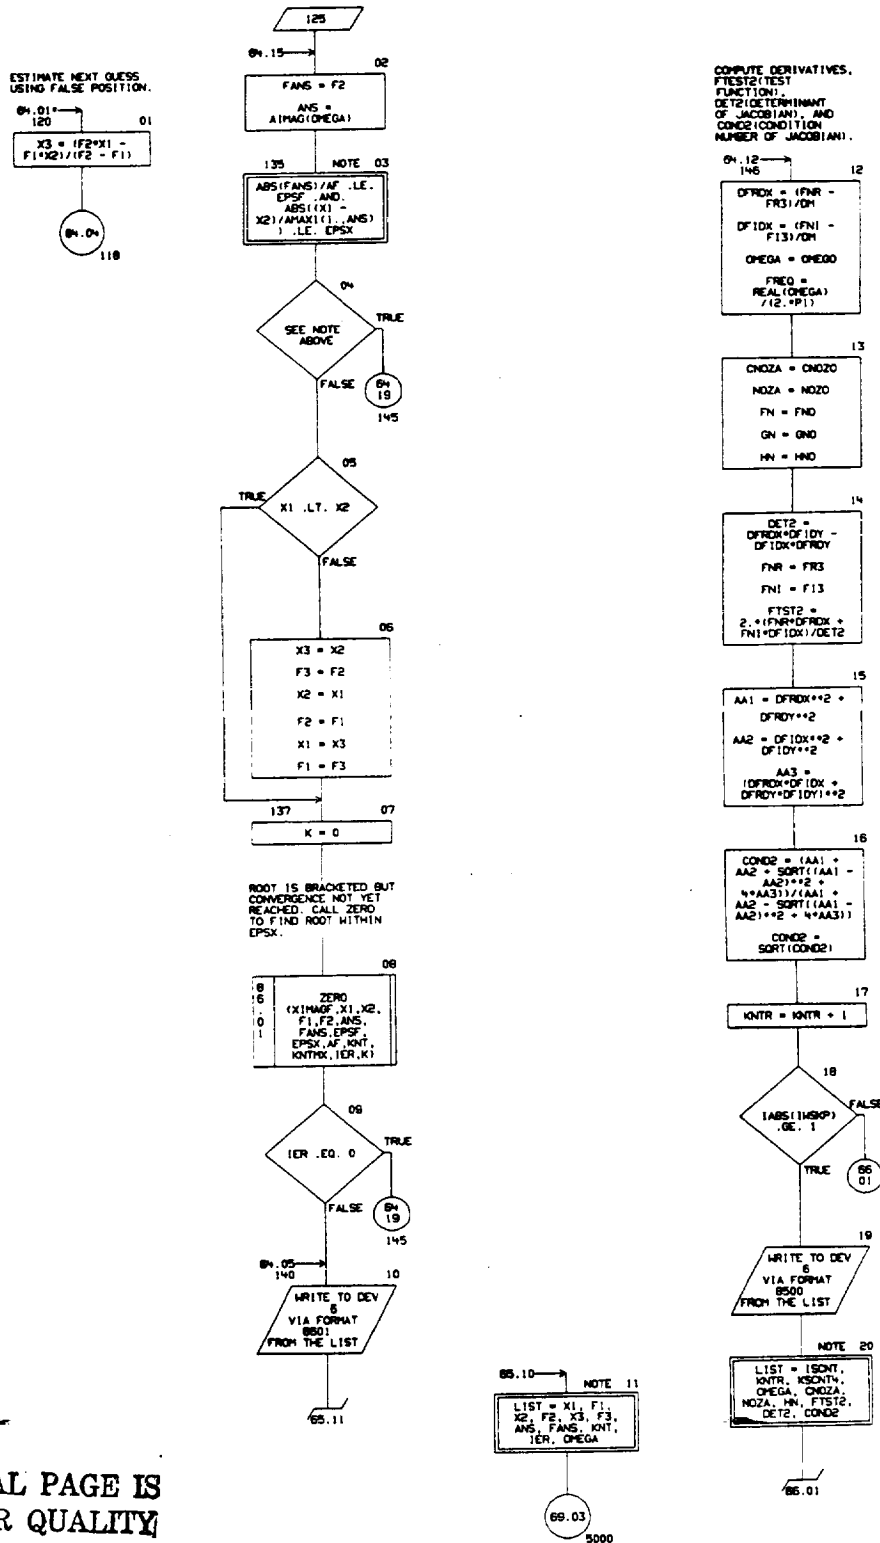 ESTIMATE NEXT GUESS
USING FALSE POSITION.
64.01*
120 01
X3 = (F2*X1 -
F1*X2)/(F2 - F1)
64.04
118
125
64.15
02
FANS = F2
ANS =
AIMAG(OMEGA)
135 NOTE 03
ABS(FANS)/AF .LE.
EPSF .AND.
ABS((X1 -
X2)/AMAX1(1.,ANS)
) .LE. EPSX
04
SEE NOTE
ABOVE
TRUE
64
19
145
FALSE
05
TRUE
X1 .LT. X2
FALSE
06
X3 = X2
F3 = F2
X2 = X1
F2 = F1
X1 = X3
F1 = F3
137 07
K = 0
ROOT IS BRACKETED BUT
CONVERGENCE NOT YET
REACHED. CALL ZERO
TO FIND ROOT WITHIN
EPSX.
08
86.01
ZERO
(XIMAGF,X1,X2,
F1,F2,ANS,
FANS,EPSF,
EPSX,AF,KNT,
KNTMX,IER,K)
09
IER .EQ. 0
TRUE
64
19
145
FALSE
64.05
140 10
WRITE TO DEV
6
VIA FORMAT
8601
FROM THE LIST
65.11
65.10
NOTE 11
LIST = X1, F1,
X2, F2, X3, F3,
ANS, FANS, KNT,
IER, OMEGA
69.03
5000
COMPUTE DERIVATIVES,
FTEST2(TEST
FUNCTION),
DET2(DETERMINANT
OF JACOBIAN), AND
COND2(CONDITION
NUMBER OF JACOBIAN).
64.12
146 12
DFRDX = (FNR -
FR3)/DM
DFIDX = (FNI -
FI3)/DM
OMEGA = OMEGO
FREQ =
REAL(OMEGA)
/(2.*PI)
13
CNOZA = CNOZO
NOZA = NOZO
FN = FNO
GN = GNO
HN = HNO
14
DET2 =
DFRDX*DFIDY -
DFIDX*DFRDY
FNR = FR3
FNI = FI3
FTST2 =
2.*(FNR*DFRDX +
FNI*DFIDX)/DET2
15
AA1 = DFRDX**2 +
DFRDY**2
AA2 = DFIDX**2 +
DFIDY**2
AA3 =
(DFRDX*DFIDX +
DFRDY*DFIDY)**2
16
COND2 = (AA1 +
AA2 + SQRT((AA1 -
AA2)**2 +
4*AA3))/(AA1 +
AA2 - SQRT((AA1 -
AA2)**2 + 4*AA3))
COND2 =
SQRT(COND2)
17
KNTR = KNTR + 1
18
IABS(IWSKP)
.GE. 1
FALSE
66
01
TRUE
19
WRITE TO DEV
6
VIA FORMAT
8500
FROM THE LIST
NOTE 20
LIST = ISCNT,
KNTR, KSCNT4,
OMEGA, CNOZA,
NOZA, HN, FTST2,
DET2, COND2
66.01
AL PAGE IS
R QUALITY